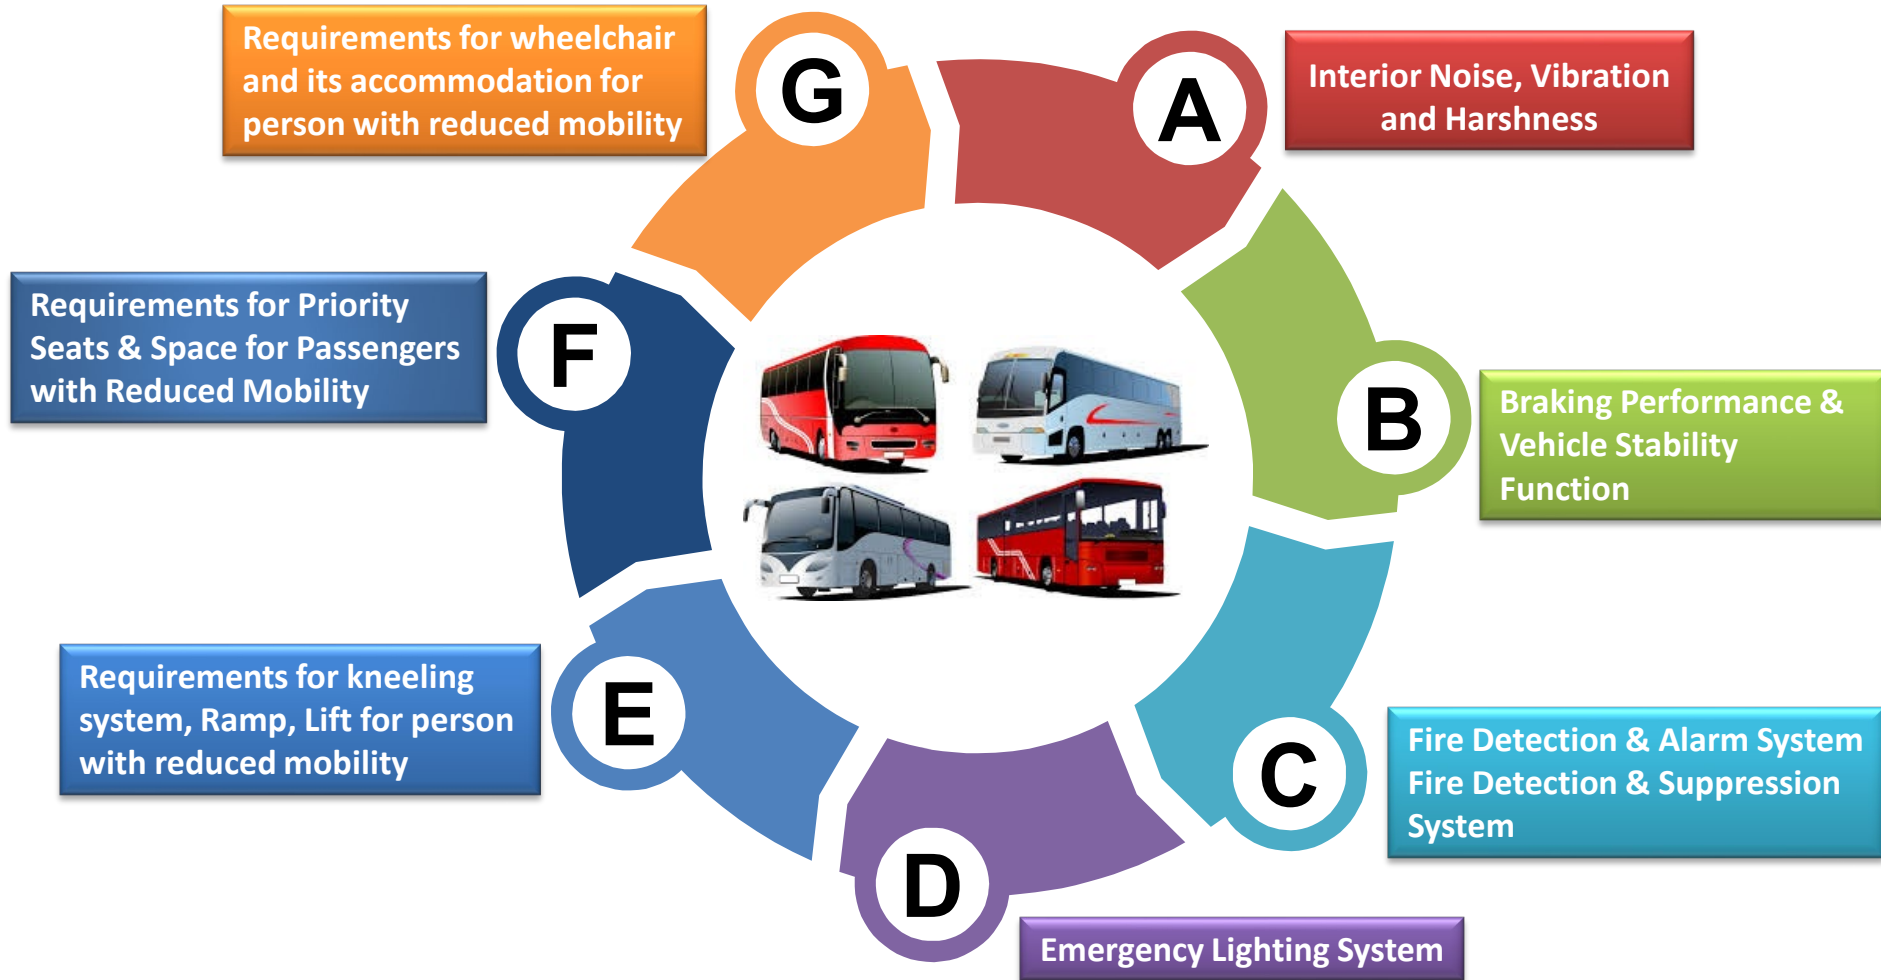 A
Interior Noise, Vibration
and Harshness
B
Braking Performance &
Vehicle Stability
Function
C
Fire Detection & Alarm System
Fire Detection & Suppression
System
D
Emergency Lighting System
E
Requirements for kneeling
system, Ramp, Lift for person
with reduced mobility
F
Requirements for Priority
Seats & Space for Passengers
with Reduced Mobility
G
Requirements for wheelchair
and its accommodation for
person with reduced mobility